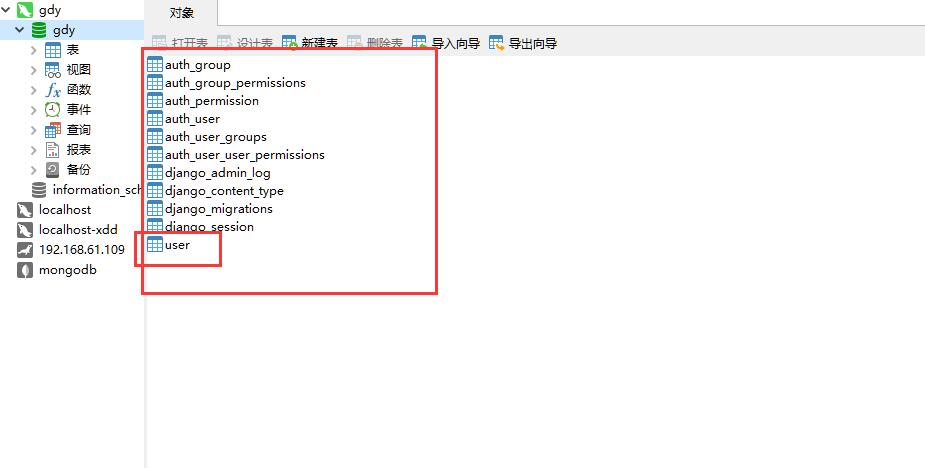 gdy
gdy
表
视图
函数
事件
查询
报表
备份
information_sch
localhost
localhost-xdd
192.168.61.109
mongodb
对象
打开表 设计表 新建表 删除表 导入向导 导出向导
auth_group
auth_group_permissions
auth_permission
auth_user
auth_user_groups
auth_user_user_permissions
django_admin_log
django_content_type
django_migrations
django_session
user